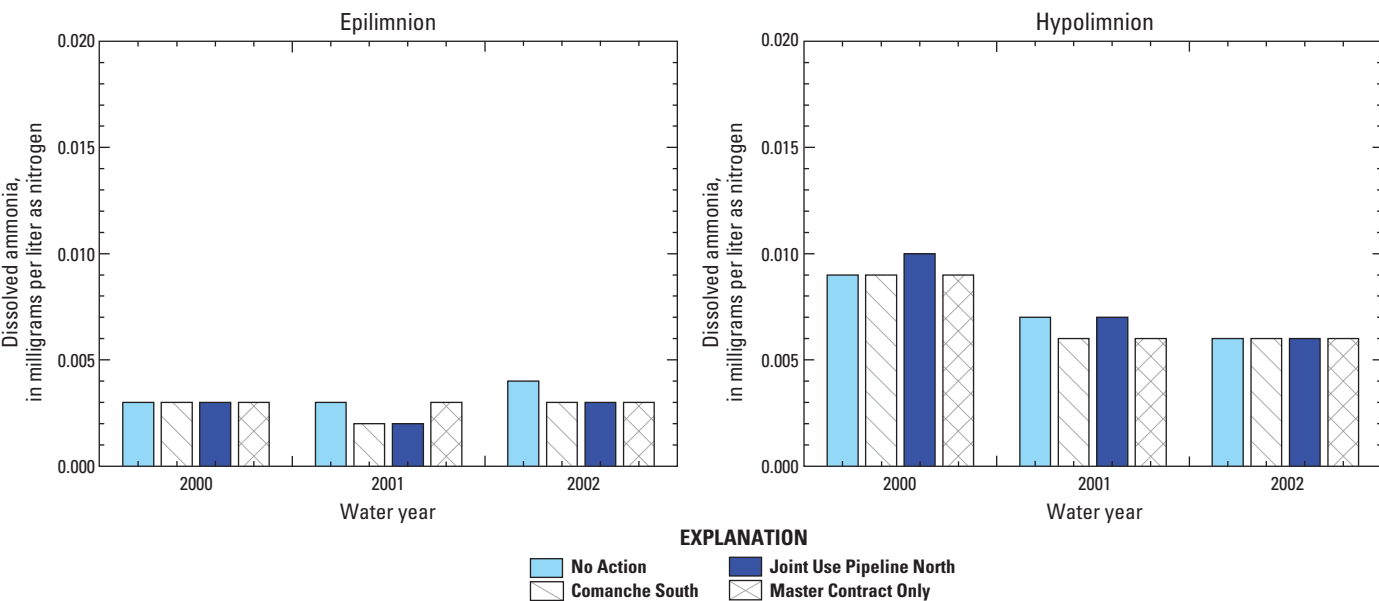 Epilimnion
Dissolved ammonia,
in milligrams per liter as nitrogen
0.020
0.015
0.010
0.005
0.000
2000
2001
2002
Water year
Hypolimnion
Dissolved ammonia,
in milligrams per liter as nitrogen
0.020
0.015
0.010
0.005
0.000
2000
2001
2002
Water year
EXPLANATION
No Action
Joint Use Pipeline North
Comanche South
Master Contract Only